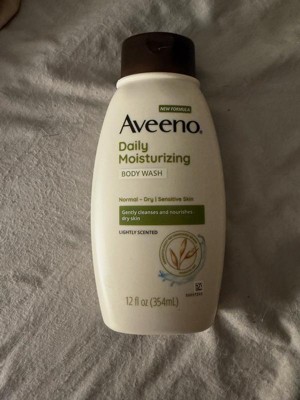 NEW FORMULA
Aveeno®
Daily
Moisturizing
BODY WASH
Normal - Dry | Sensitive Skin
Gently cleanses and nourishes
dry skin
LIGHTLY SCENTED
12 fl oz (354mL)